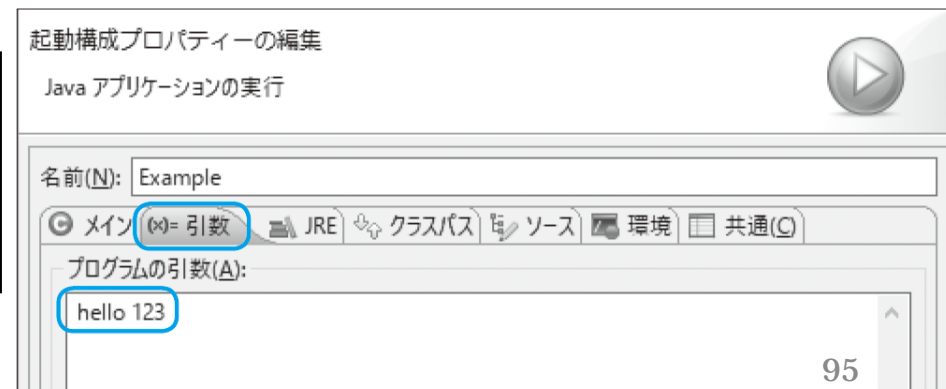 起動構成プロパティーの編集
Java アプリケーションの実行
名前(N): Example
メイン (x)= 引数 JRE クラスパス ソース 環境 共通(C)
プログラムの引数(A):
hello 123
95